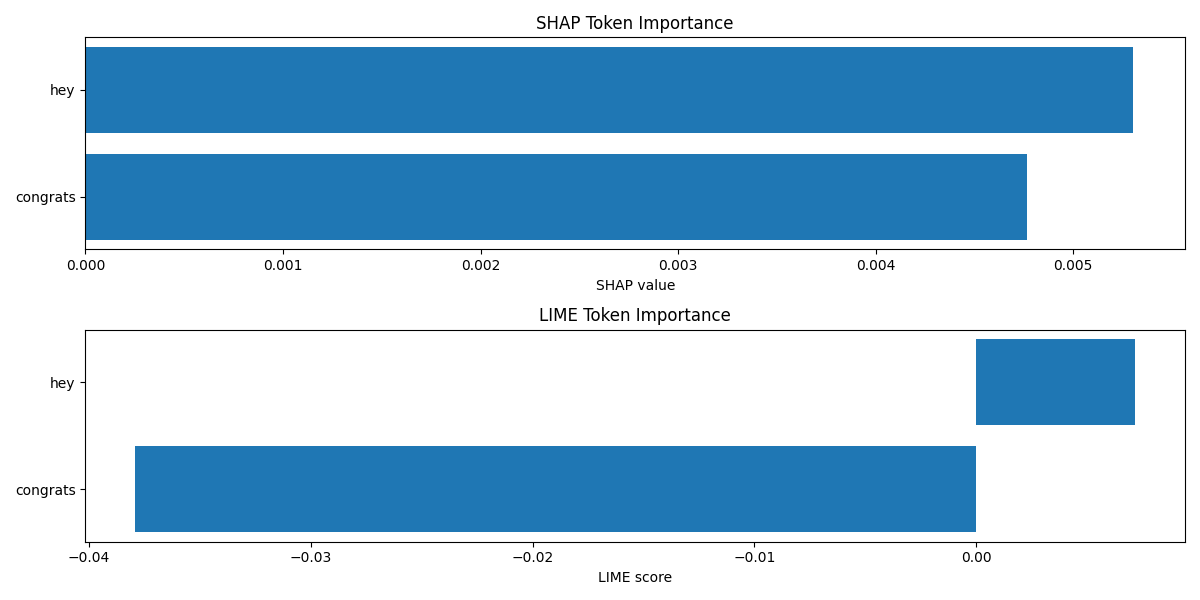 SHAP Token Importance
hey
congrats
0.000 0.001 0.002 0.003 0.004 0.005
SHAP value
LIME Token Importance
hey
congrats
−0.04 −0.03 −0.02 −0.01 0.00
LIME score